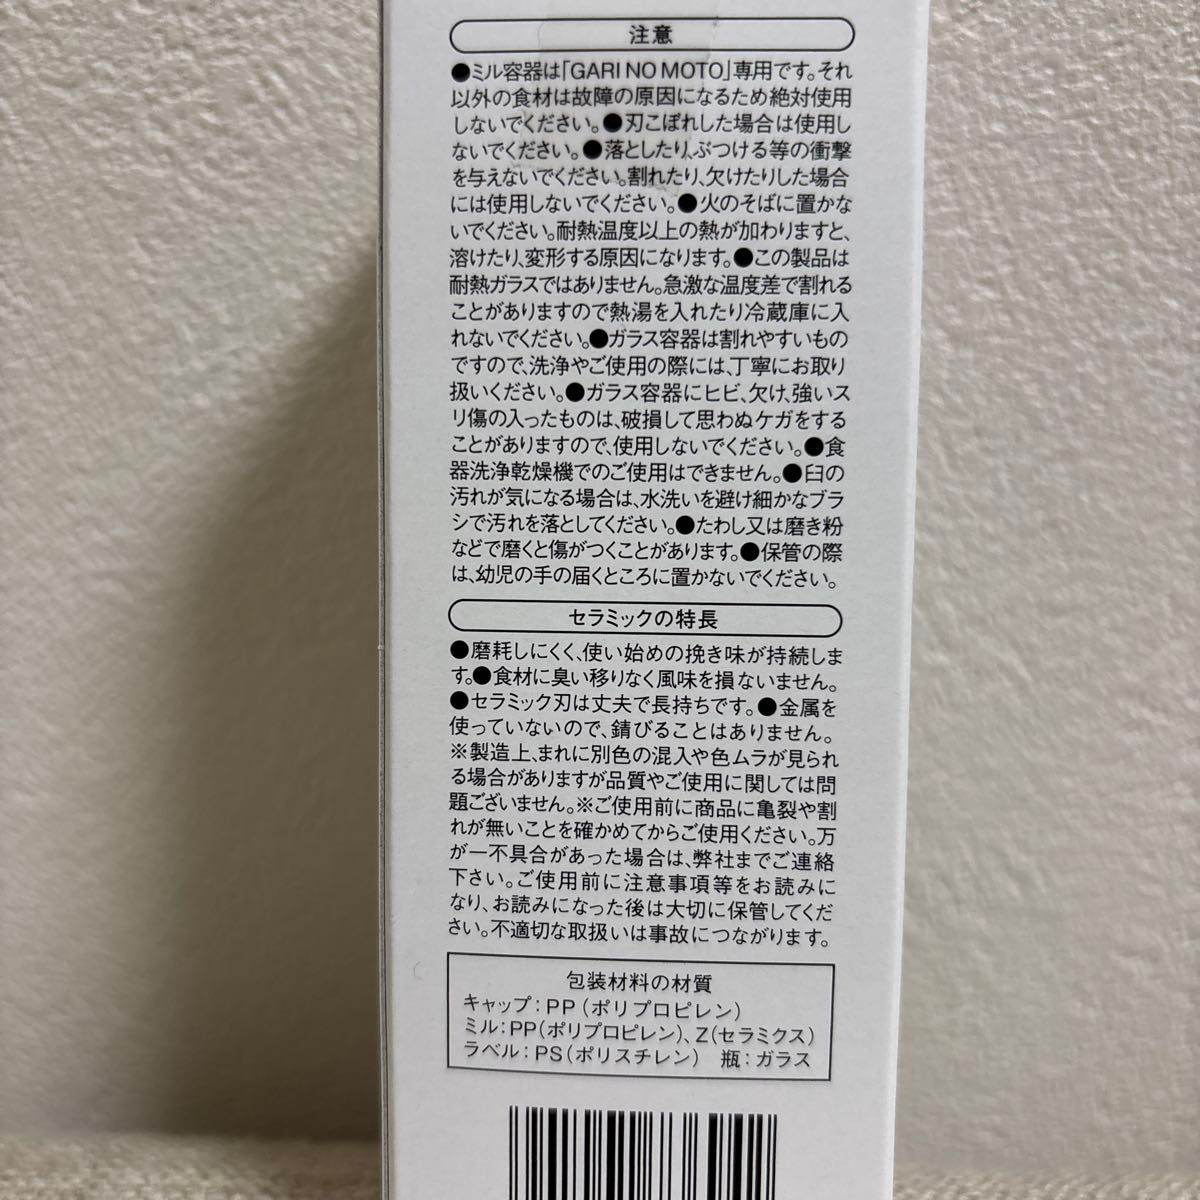 注意
●ミル容器は「GARI NO MOTO」専用です。それ
以外の食材は故障の原因になるため絶対使用
しないでください。●刃こぼれした場合は使用し
ないでください。●落としたり、ぶつける等の衝撃
を与えないでください。割れたり、欠けたりした場合
には使用しないでください。●火のそばに置かな
いでください。耐熱温度以上の熱が加わりますと、
溶けたり、変形する原因になります。●この製品は
耐熱ガラスではありません。急激な温度差で割れる
ことがありますので熱湯を入れたり冷蔵庫に入
れないでください。●ガラス容器は割れやすいもの
ですので、洗浄やご使用の際には、丁寧にお取り
扱いください。●ガラス容器にヒビ、欠け、強いス
リ傷の入ったものは、破損して思わぬケガをする
ことがありますので、使用しないでください。●食
器洗浄乾燥機でのご使用はできません。●臼の
汚れが気になる場合は、水洗いを避け細かなブラ
シで汚れを落としてください。●たわし又は磨き粉
などで磨くと傷がつくことがあります。●保管の際
は、幼児の手の届くところに置かないでください。
セラミックの特長
●磨耗しにくく、使い始めの挽き味が持続しま
す。●食材に臭い移りなく風味を損ないません。
●セラミック刃は丈夫で長持ちです。●金属を
使っていないので、錆びることはありません。
※製造上、まれに別色の混入や色ムラが見られ
る場合がありますが品質やご使用に関しては問
題ございません。※ご使用前に商品に亀裂や割
れが無いことを確かめてからご使用ください。万
が一不具合があった場合は、弊社までご連絡
下さい。ご使用前に注意事項等をお読みに
なり、お読みになった後は大切に保管してくだ
さい。不適切な取扱いは事故につながります。
包装材料の材質
キャップ：PP（ポリプロピレン）
ミル：PP（ポリプロピレン）、Z（セラミクス）
ラベル：PS（ポリスチレン）　瓶：ガラス